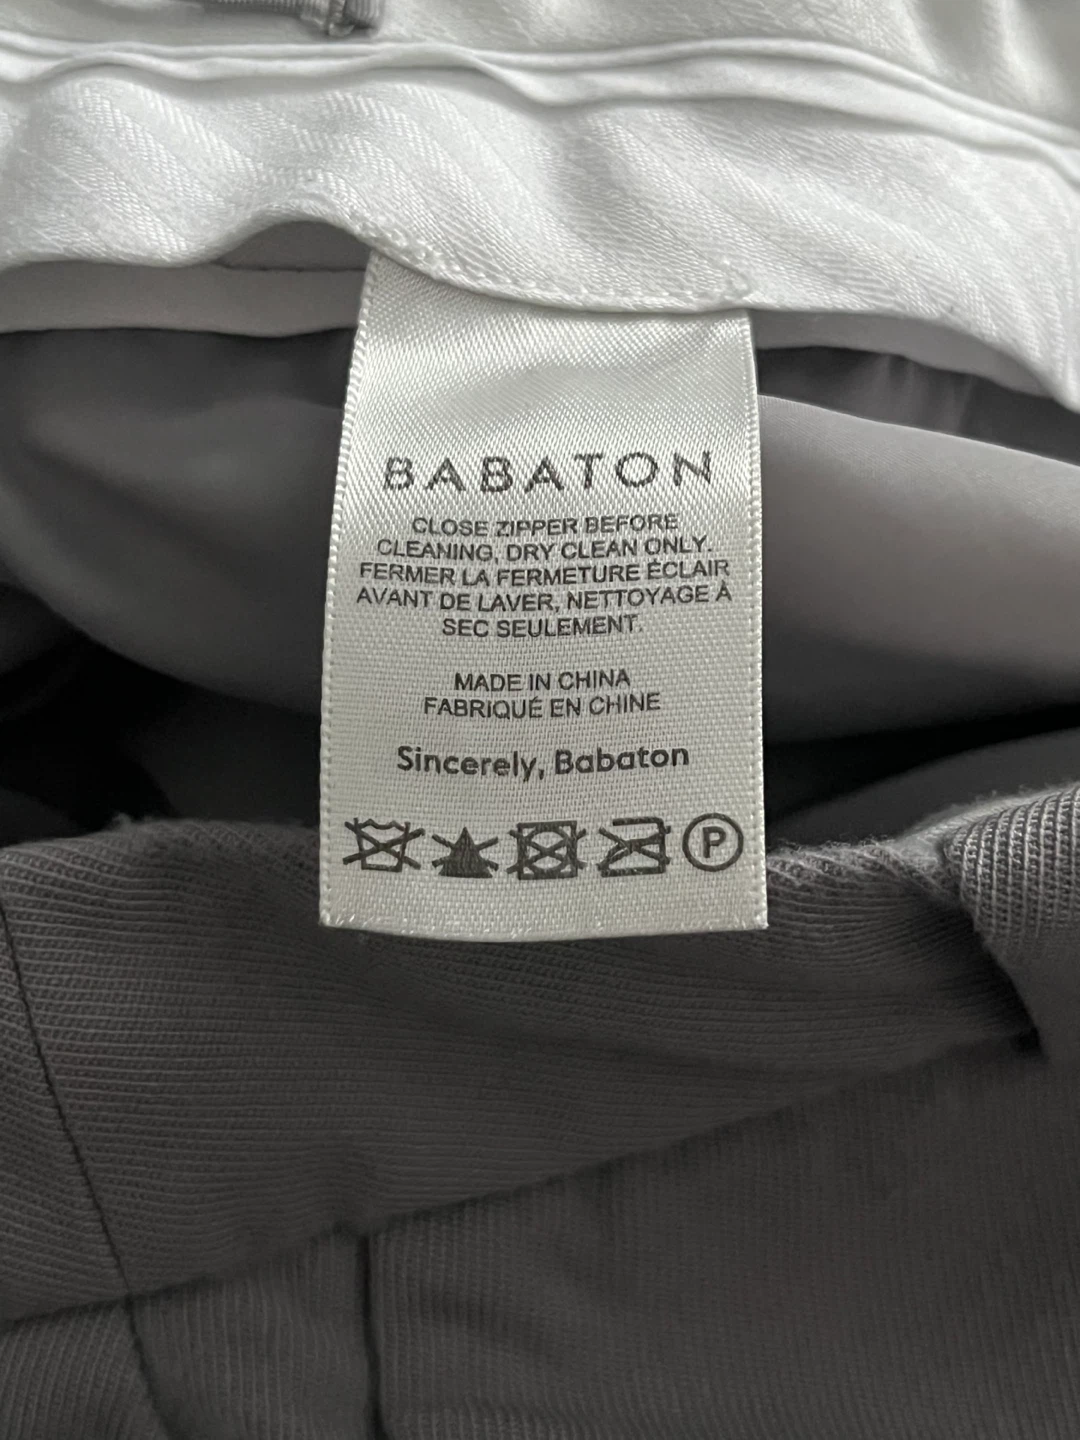 BABATON
CLOSE ZIPPER BEFORE
CLEANING, DRY CLEAN ONLY.
FERMER LA FERMETURE ÉCLAIR
AVANT DE LAVER, NETTOYAGE À
SEC SEULEMENT.
MADE IN CHINA
FABRIQUÉ EN CHINE
Sincerely, Babaton
P